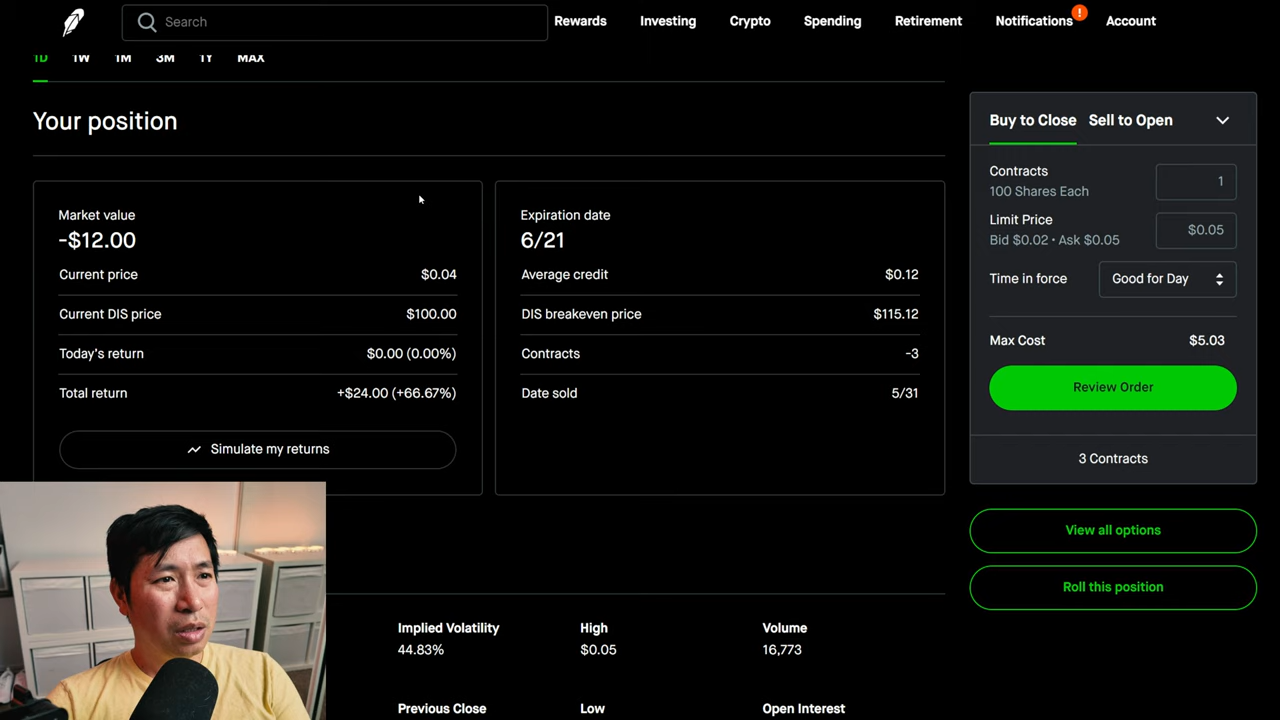 Search
Rewards
Investing
Crypto
Spending
Retirement
Notifications
!
Account
1D 1W 1M 3M 1Y MAX
Your position
Market value
-$12.00
Current price $0.04
Current DIS price $100.00
Today's return $0.00 (0.00%)
Total return +$24.00 (+66.67%)
Simulate my returns
Expiration date
6/21
Average credit $0.12
DIS breakeven price $115.12
Contracts -3
Date sold 5/31
Buy to Close Sell to Open
Contracts 1
100 Shares Each
Limit Price $0.05
Bid $0.02 • Ask $0.05
Time in force Good for Day
Max Cost $5.03
Review Order
3 Contracts
View all options
Roll this position
Implied Volatility High Volume
44.83% $0.05 16,773
Previous Close Low Open Interest